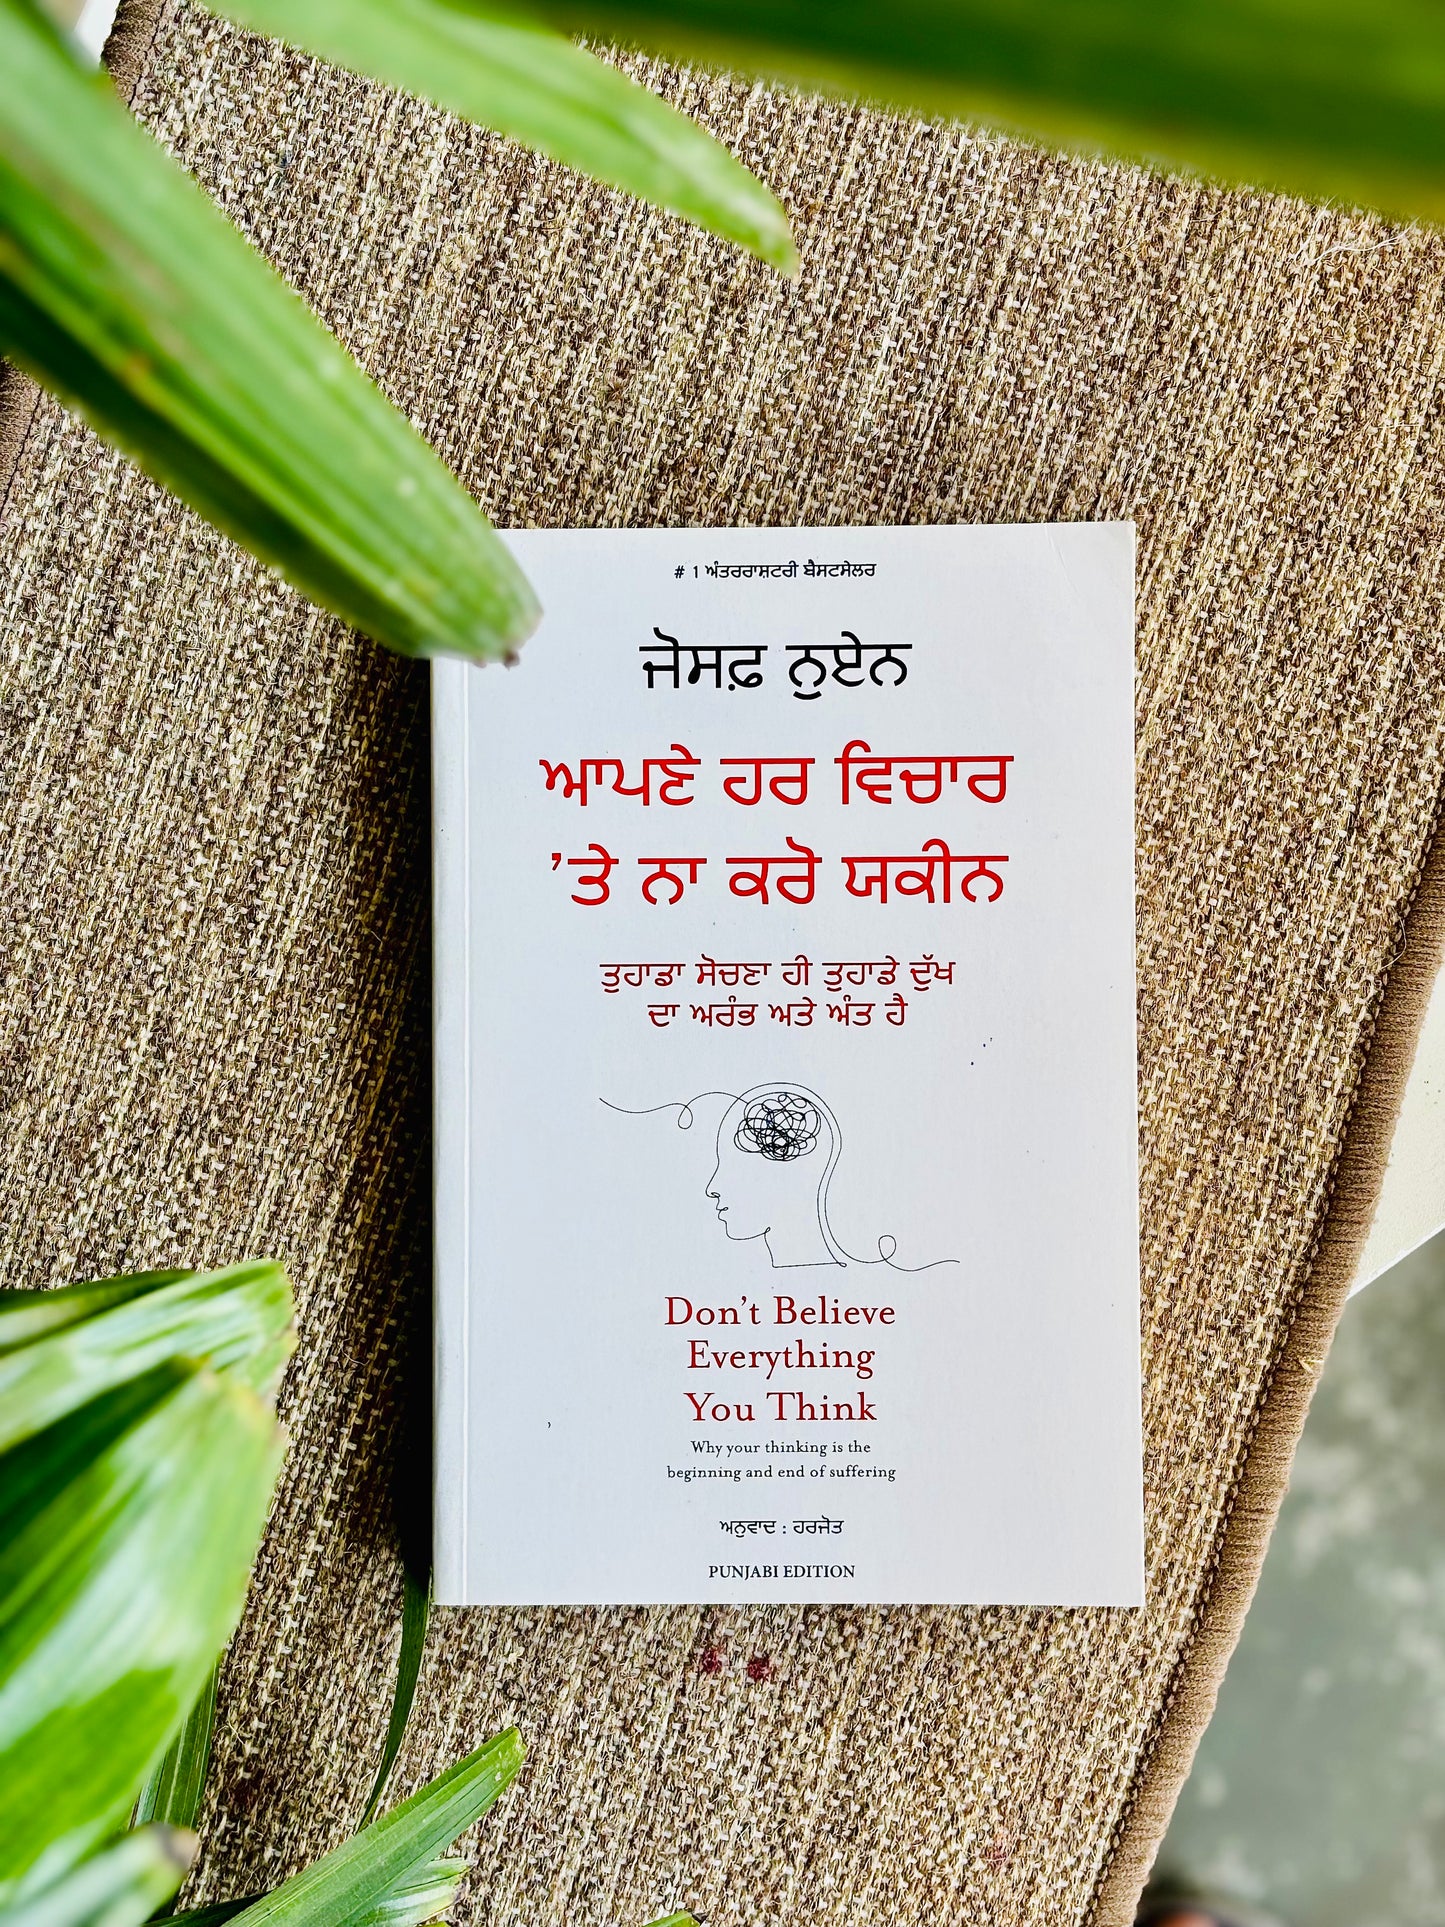 # 1 ਅੰਤਰਰਾਸ਼ਟਰੀ ਬੈਸਟਸੇਲਰ
ਜੋਸਫ਼ ਨੁਏਨ
ਆਪਣੇ ਹਰ ਵਿਚਾਰ
’ਤੇ ਨਾ ਕਰੋ ਯਕੀਨ
ਤੁਹਾਡਾ ਸੋਚਣਾ ਹੀ ਤੁਹਾਡੇ ਦੁੱਖ
ਦਾ ਅਰੰਭ ਅਤੇ ਅੰਤ ਹੈ
Don’t Believe
Everything
You Think
Why your thinking is the
beginning and end of suffering
ਅਨੁਵਾਦ : ਹਰਜੋਤ
PUNJABI EDITION